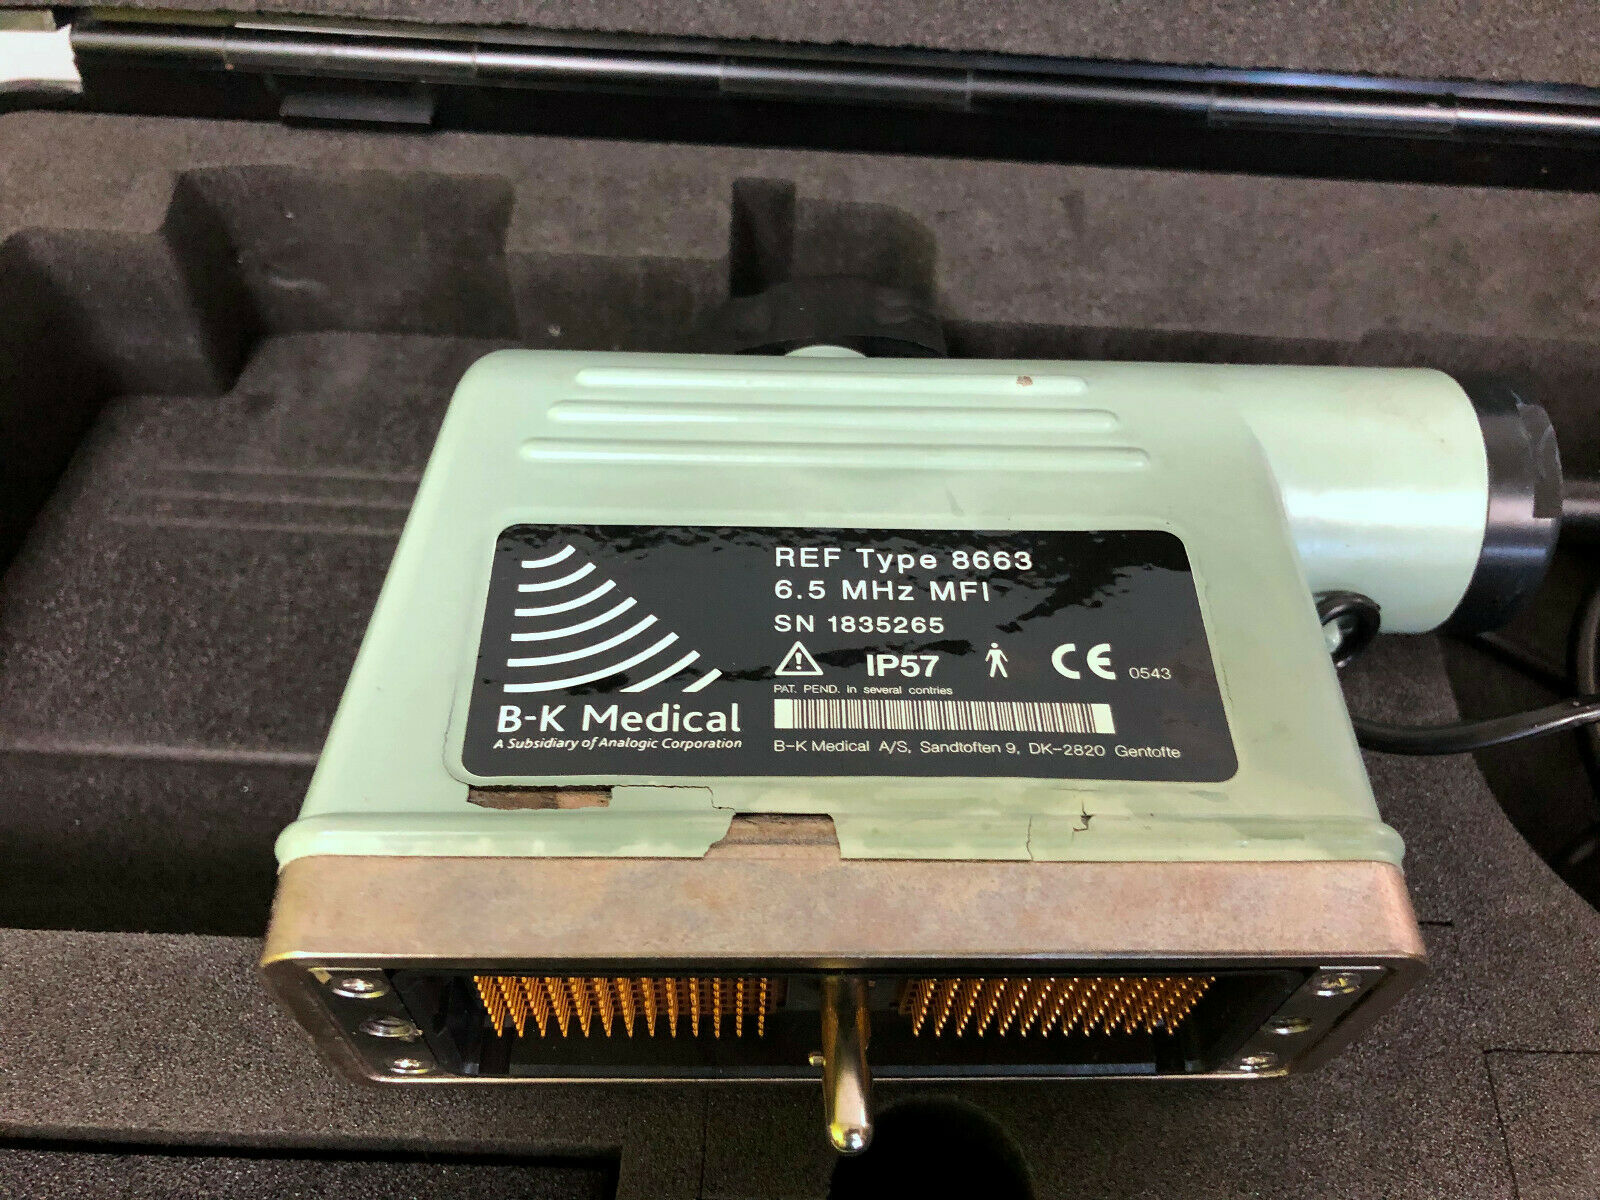 REF Type 8663
6.5 MHz MFI
SN 1835265
IP57 CE 0543
PAT. PEND. In several contries
B-K Medical
A Subsidiary of Analogic Corporation
B-K Medical A/S, Sandtoften 9, DK-2820 Gentofte